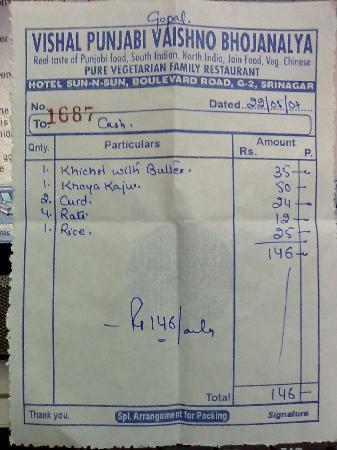 Gopal.
VISHAL PUNJABI VAISHNO BHOJANALYA
Real taste of Punjabi food, South Indian, North India, Jain Food, Veg. Chinese
PURE VEGETARIAN FAMILY RESTAURANT
HOTEL SUN-N-SUN, BOULEVARD ROAD, G-2, SRINAGAR
No. 1687 Dated 22/05/07
To: Cash.
Qnty. Particulars Amount
Rs. P.
1. Khichri with Butter. 35
1. Khoya Kaju. 50
2. Curd. 24
4. Rati 12
1. Rice. 25
146
Rs 146/only
Total 146
Thank you. Spl. Arrangement for Packing Signature